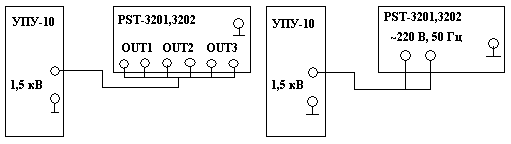 УПУ-10
PST-3201,3202
OUT1 OUT2 OUT3
1,5 кВ
УПУ-10
PST-3201,3202
~220 В, 50 Гц
1,5 кВ